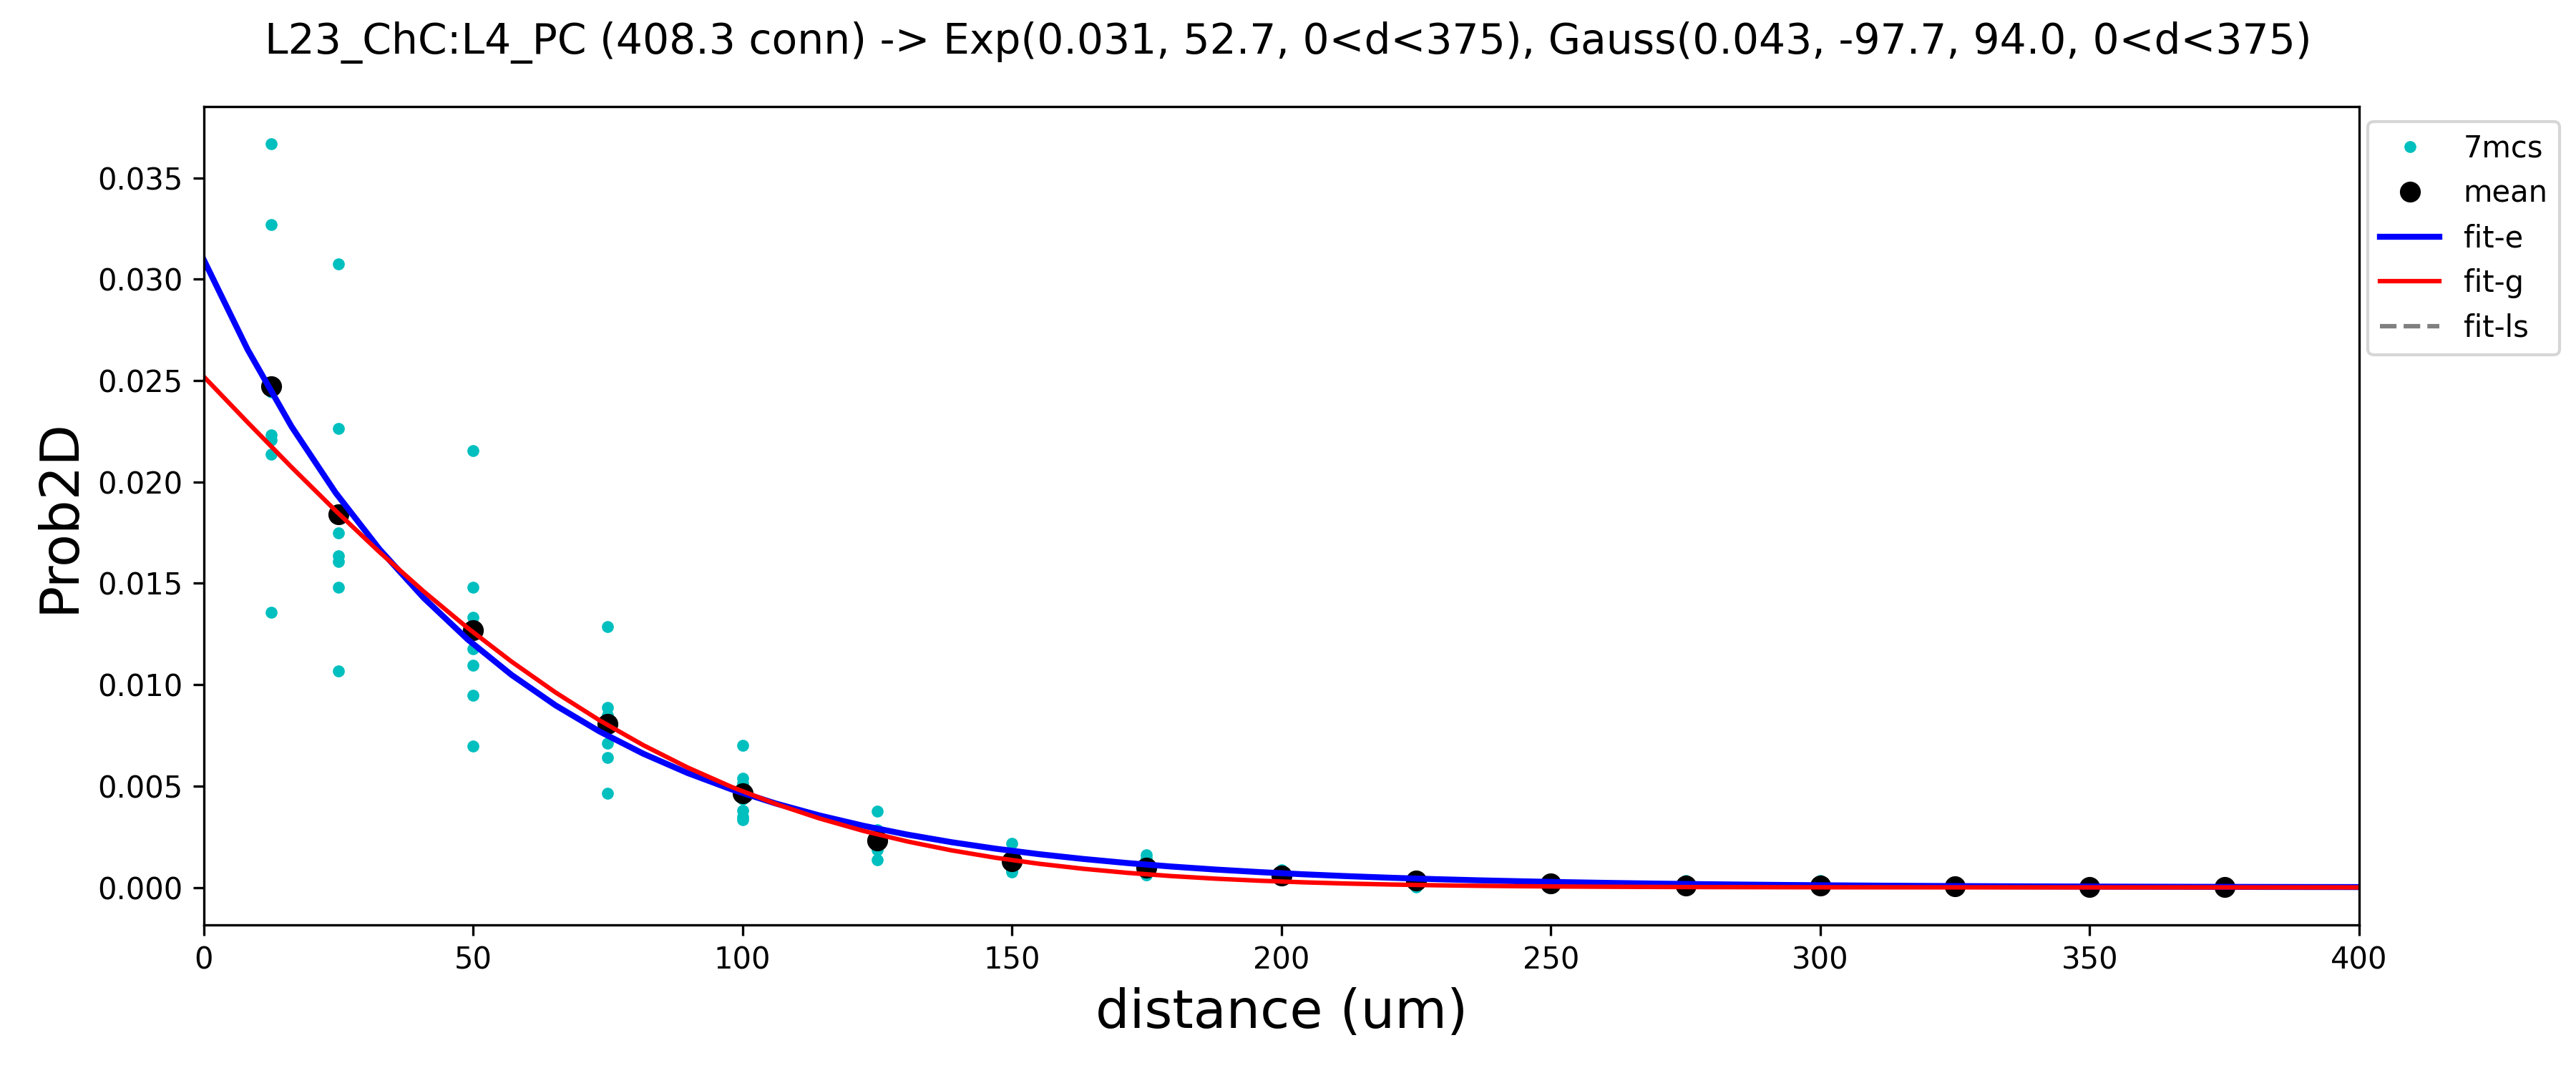 L23_ChC:L4_PC (408.3 conn) -> Exp(0.031, 52.7, 0<d<375), Gauss(0.043, -97.7, 94.0, 0<d<375)
7mcs
mean
fit-e
fit-g
fit-ls
Prob2D
0.035
0.030
0.025
0.020
0.015
0.010
0.005
0.000
0 50 100 150 200 250 300 350 400
distance (um)